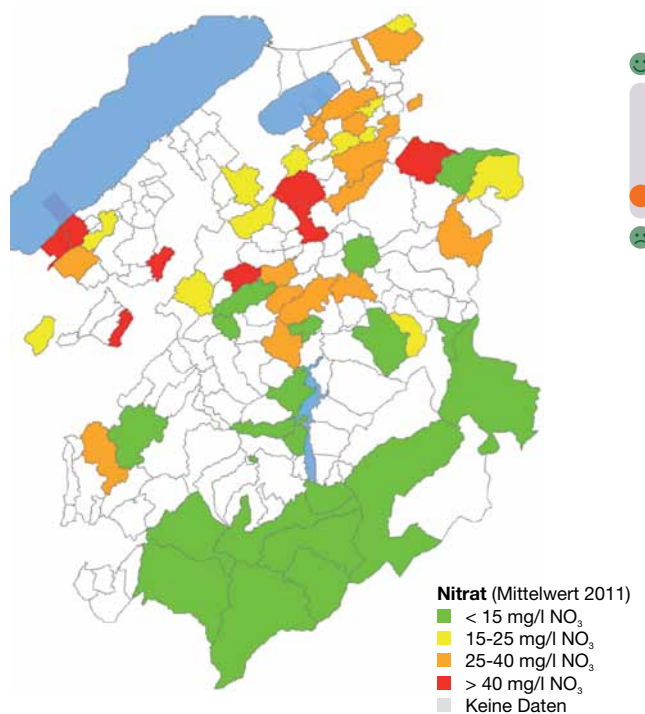 Nitrat (Mittelwert 2011)
< 15 mg/l NO₃
15-25 mg/l NO₃
25-40 mg/l NO₃
> 40 mg/l NO₃
Keine Daten